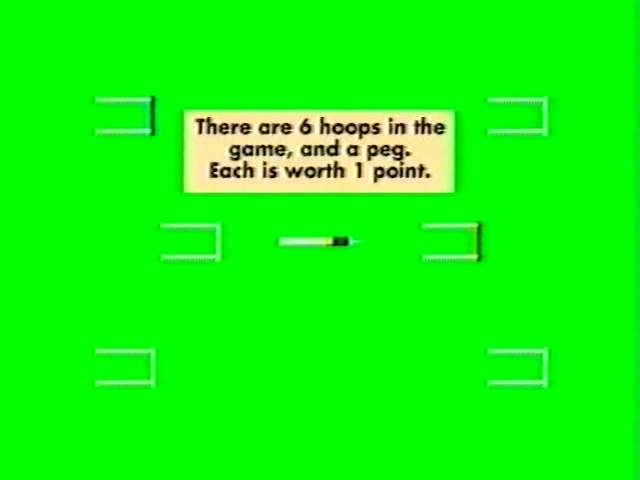 There are 6 hoops in the
game, and a peg.
Each is worth 1 point.